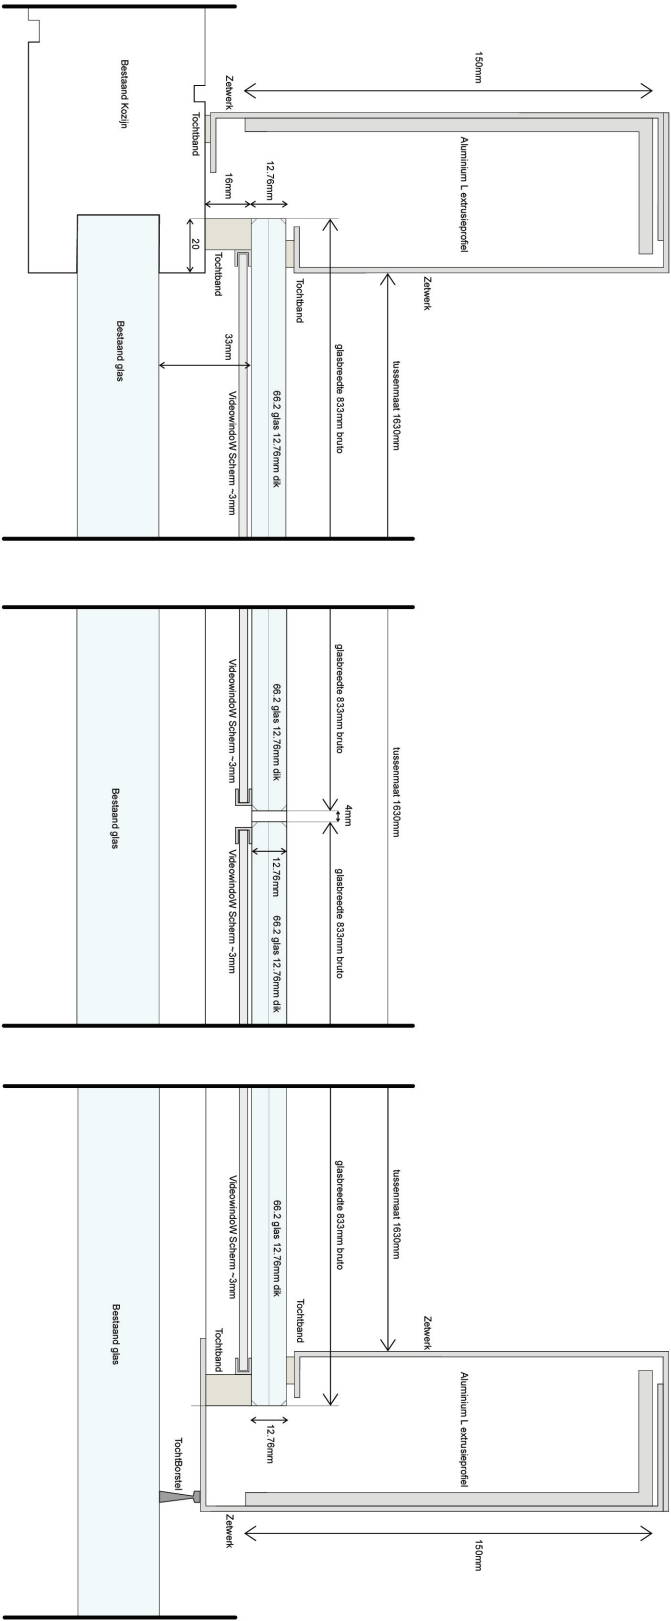 150mm
Zetwerk
Bestaand Kozijn
Tochtband
Aluminium L extrusieprofiel
12.76mm
16mm
20
Tochtband
Tochtband
Zetwerk
Bestaand glas
33mm
VideowindoW Scherm ~3mm
66.2 glas 12.76mm dik
glasbreedte 833mm bruto
tussenmaat 1630mm
glasbreedte 833mm bruto
66.2 glas 12.76mm dik
VideowindoW Scherm ~3mm
tussenmaat 1630mm
4mm
Bestaand glas
12.76mm
VideowindoW Scherm ~3mm
66.2 glas 12.76mm dik
glasbreedte 833mm bruto
tussenmaat 1630mm
glasbreedte 833mm bruto
66.2 glas 12.76mm dik
VideowindoW Scherm ~3mm
Bestaand glas
Tochtband
Tochtband
Zetwerk
12.76mm
Aluminium L extrusieprofiel
TochtBorstel
Zetwerk
150mm